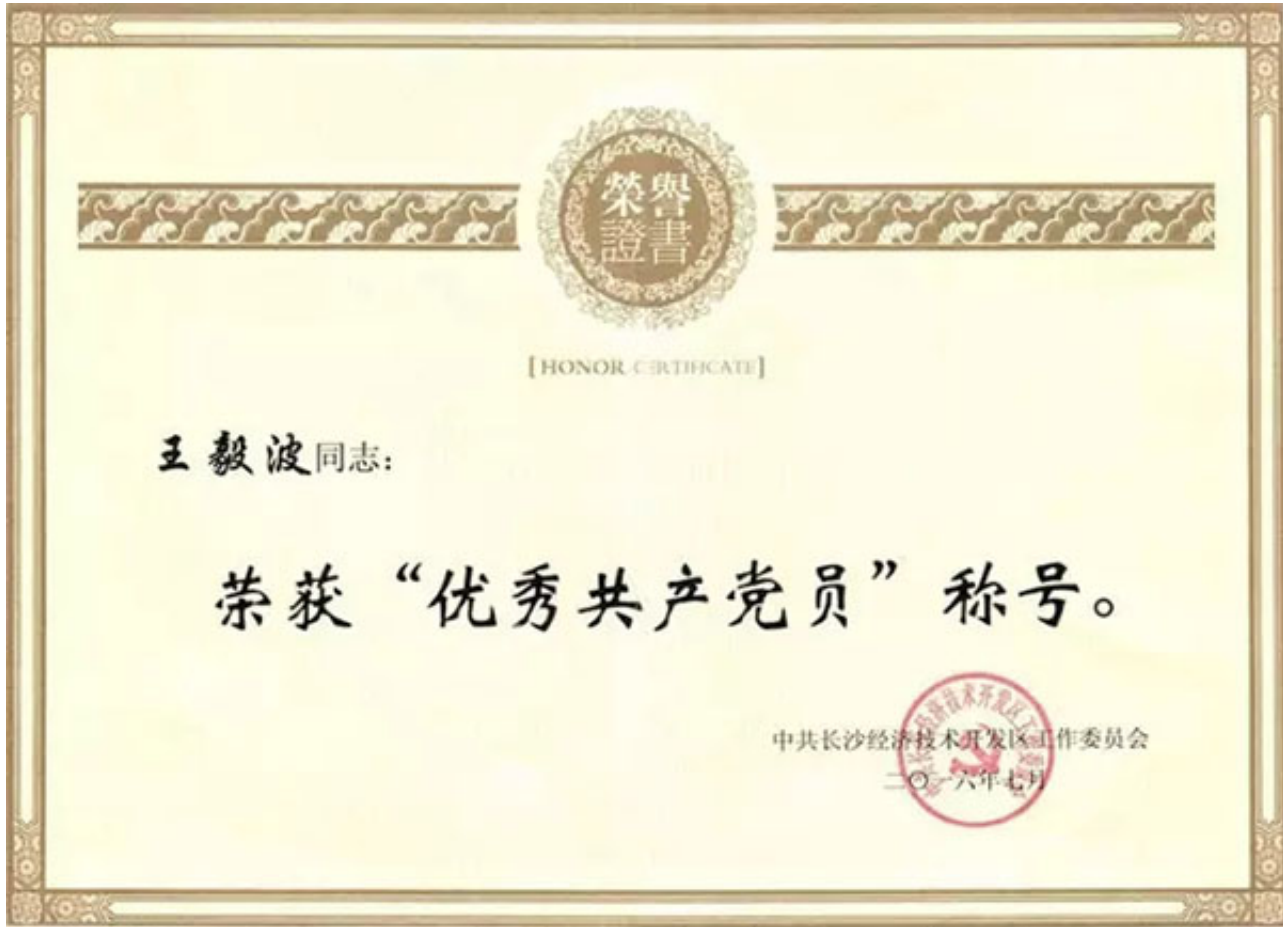 榮譽
證書
[HONOR CERTIFICATE]
王毅波同志：
荣获“优秀共产党员”称号。
中共长沙经济技术开发区工作委员会
二〇一六年七月